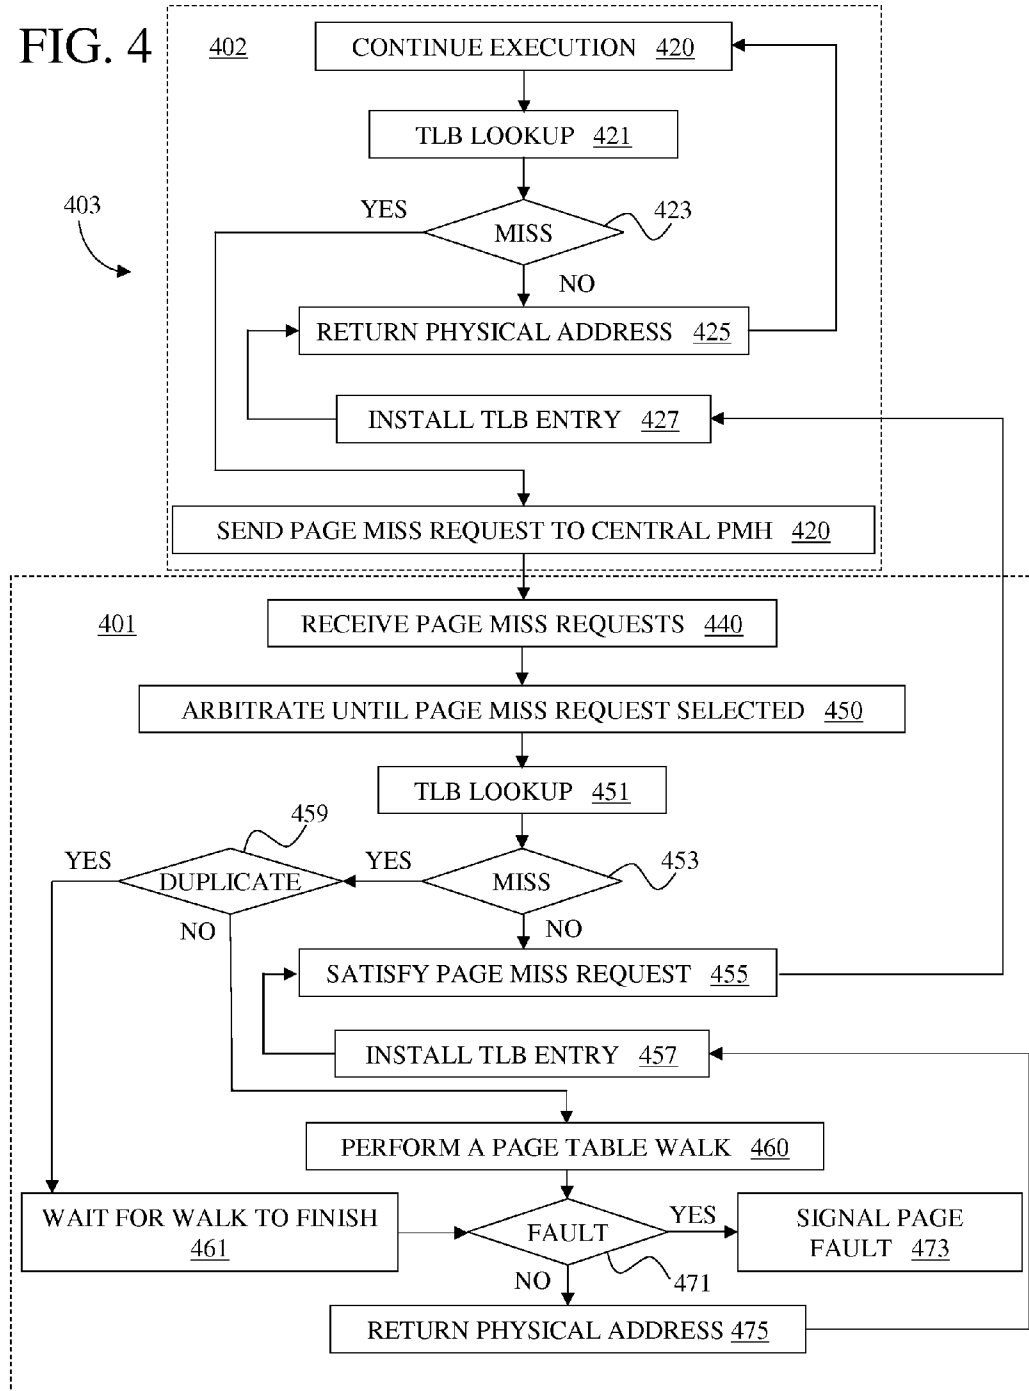 FIG. 4
402
CONTINUE EXECUTION 420
TLB LOOKUP 421
403
YES
MISS
423
NO
RETURN PHYSICAL ADDRESS 425
INSTALL TLB ENTRY 427
SEND PAGE MISS REQUEST TO CENTRAL PMH 420
401
RECEIVE PAGE MISS REQUESTS 440
ARBITRATE UNTIL PAGE MISS REQUEST SELECTED 450
TLB LOOKUP 451
459
YES
DUPLICATE
YES
MISS
453
NO
NO
SATISFY PAGE MISS REQUEST 455
INSTALL TLB ENTRY 457
PERFORM A PAGE TABLE WALK 460
WAIT FOR WALK TO FINISH
461
FAULT
YES
SIGNAL PAGE
FAULT 473
471
NO
RETURN PHYSICAL ADDRESS 475